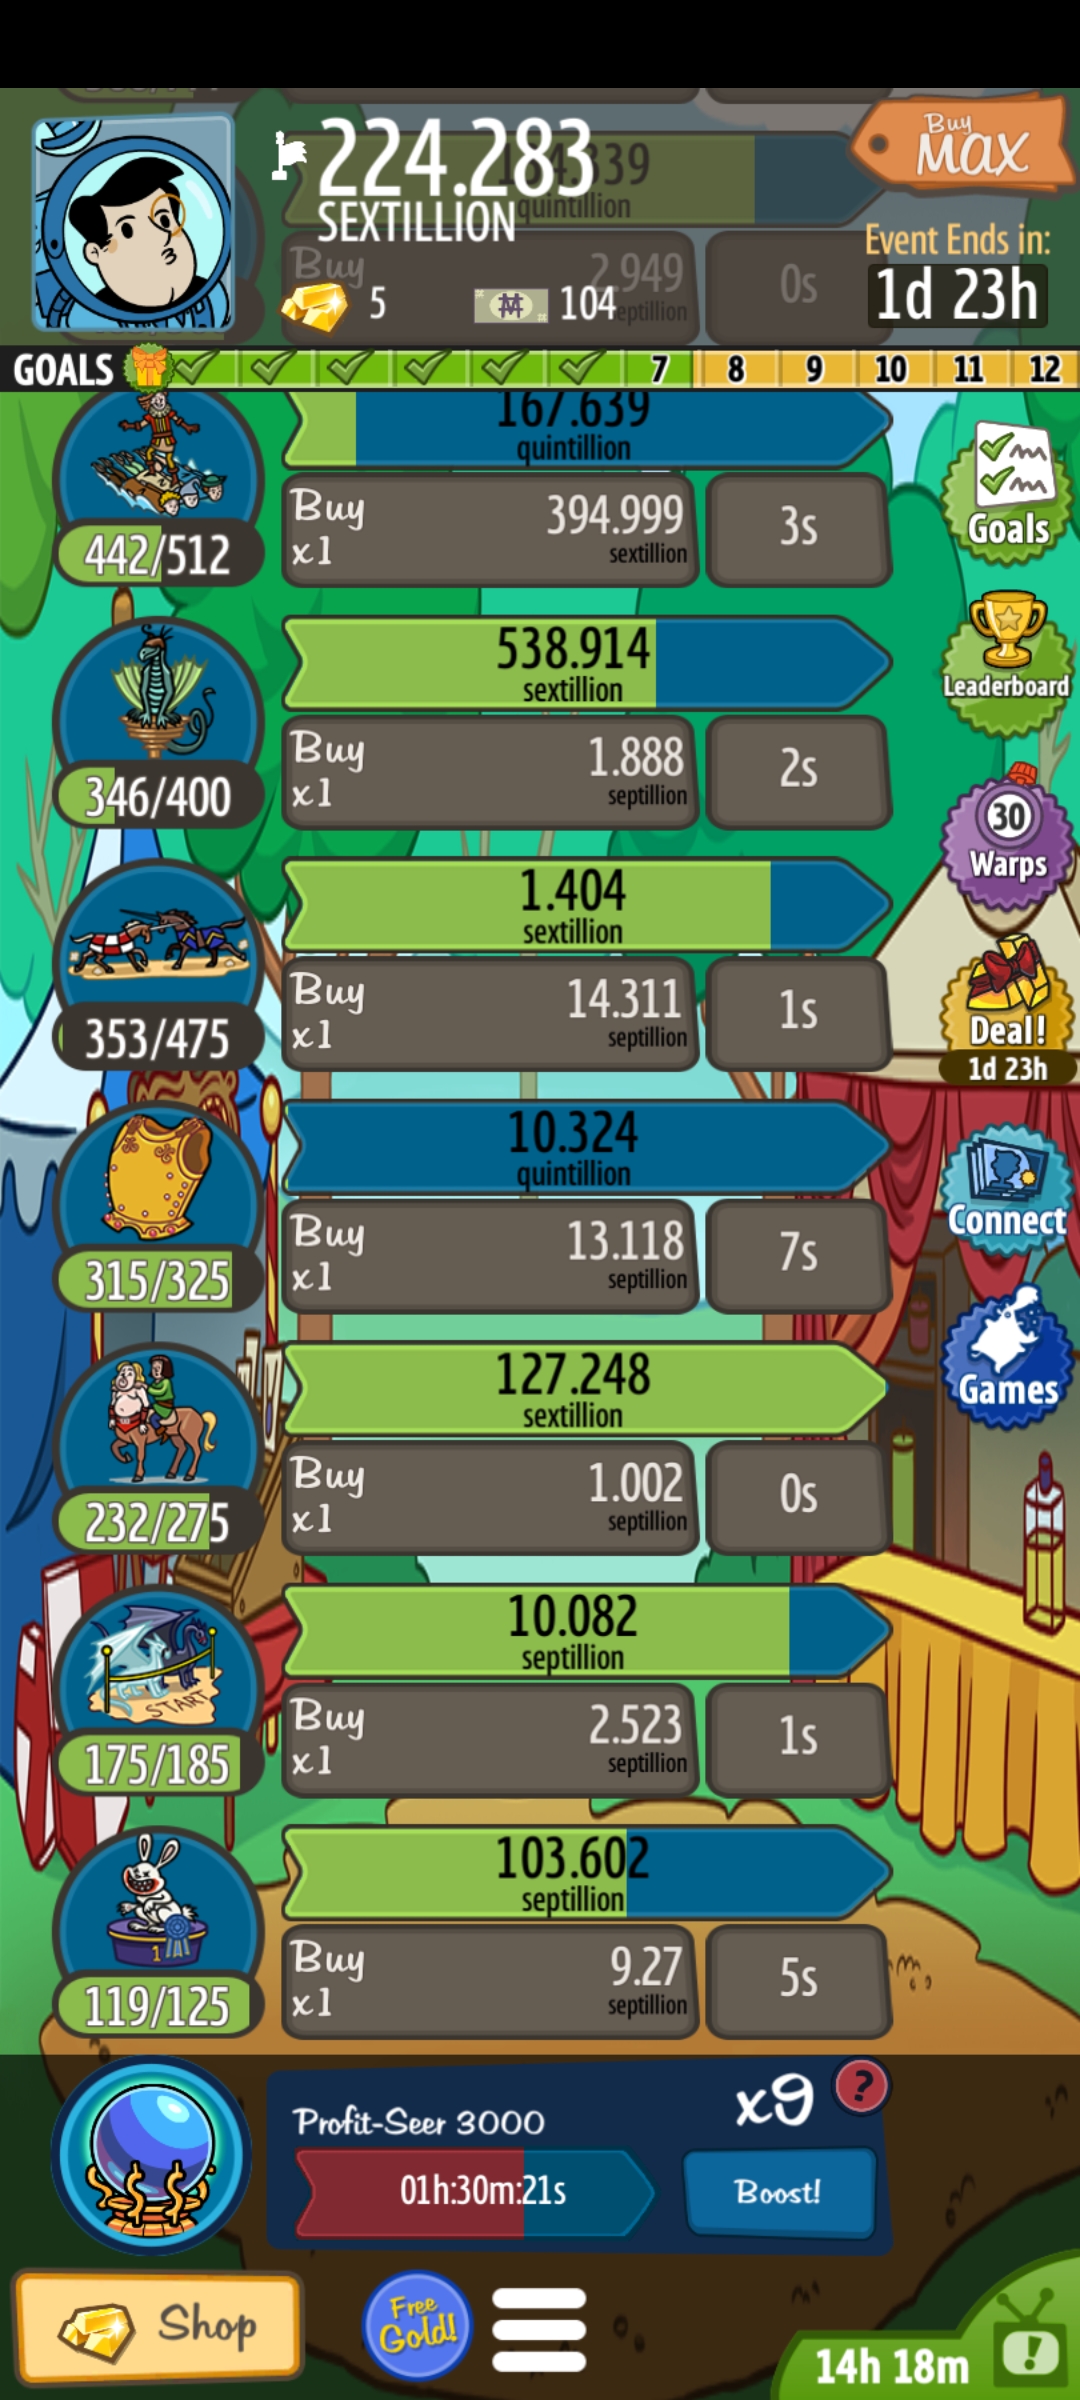 224.283
SEXTILLION
quintillion
Buy
MAX
Event Ends in:
1d 23h
Buy
2.949
0s
5
104
GOALS 7 8 9 10 11 12
167.639
quintillion
Buy
x1
394.999
sextillion
3s
442/512
Goals
538.914
sextillion
Buy
x1
1.888
septillion
2s
346/400
Leaderboard
30
Warps
1.404
sextillion
Buy
x1
14.311
septillion
1s
353/475
Deal!
1d 23h
10.324
quintillion
Buy
x1
13.118
septillion
7s
315/325
Connect
127.248
sextillion
Buy
x1
1.002
septillion
0s
232/275
Games
10.082
septillion
Buy
x1
2.523
septillion
1s
START
175/185
103.602
septillion
Buy
x1
9.27
septillion
5s
1
119/125
Profit-Seer 3000
x9
?
01h:30m:21s
Boost!
Shop
Free
Gold!
14h 18m
!